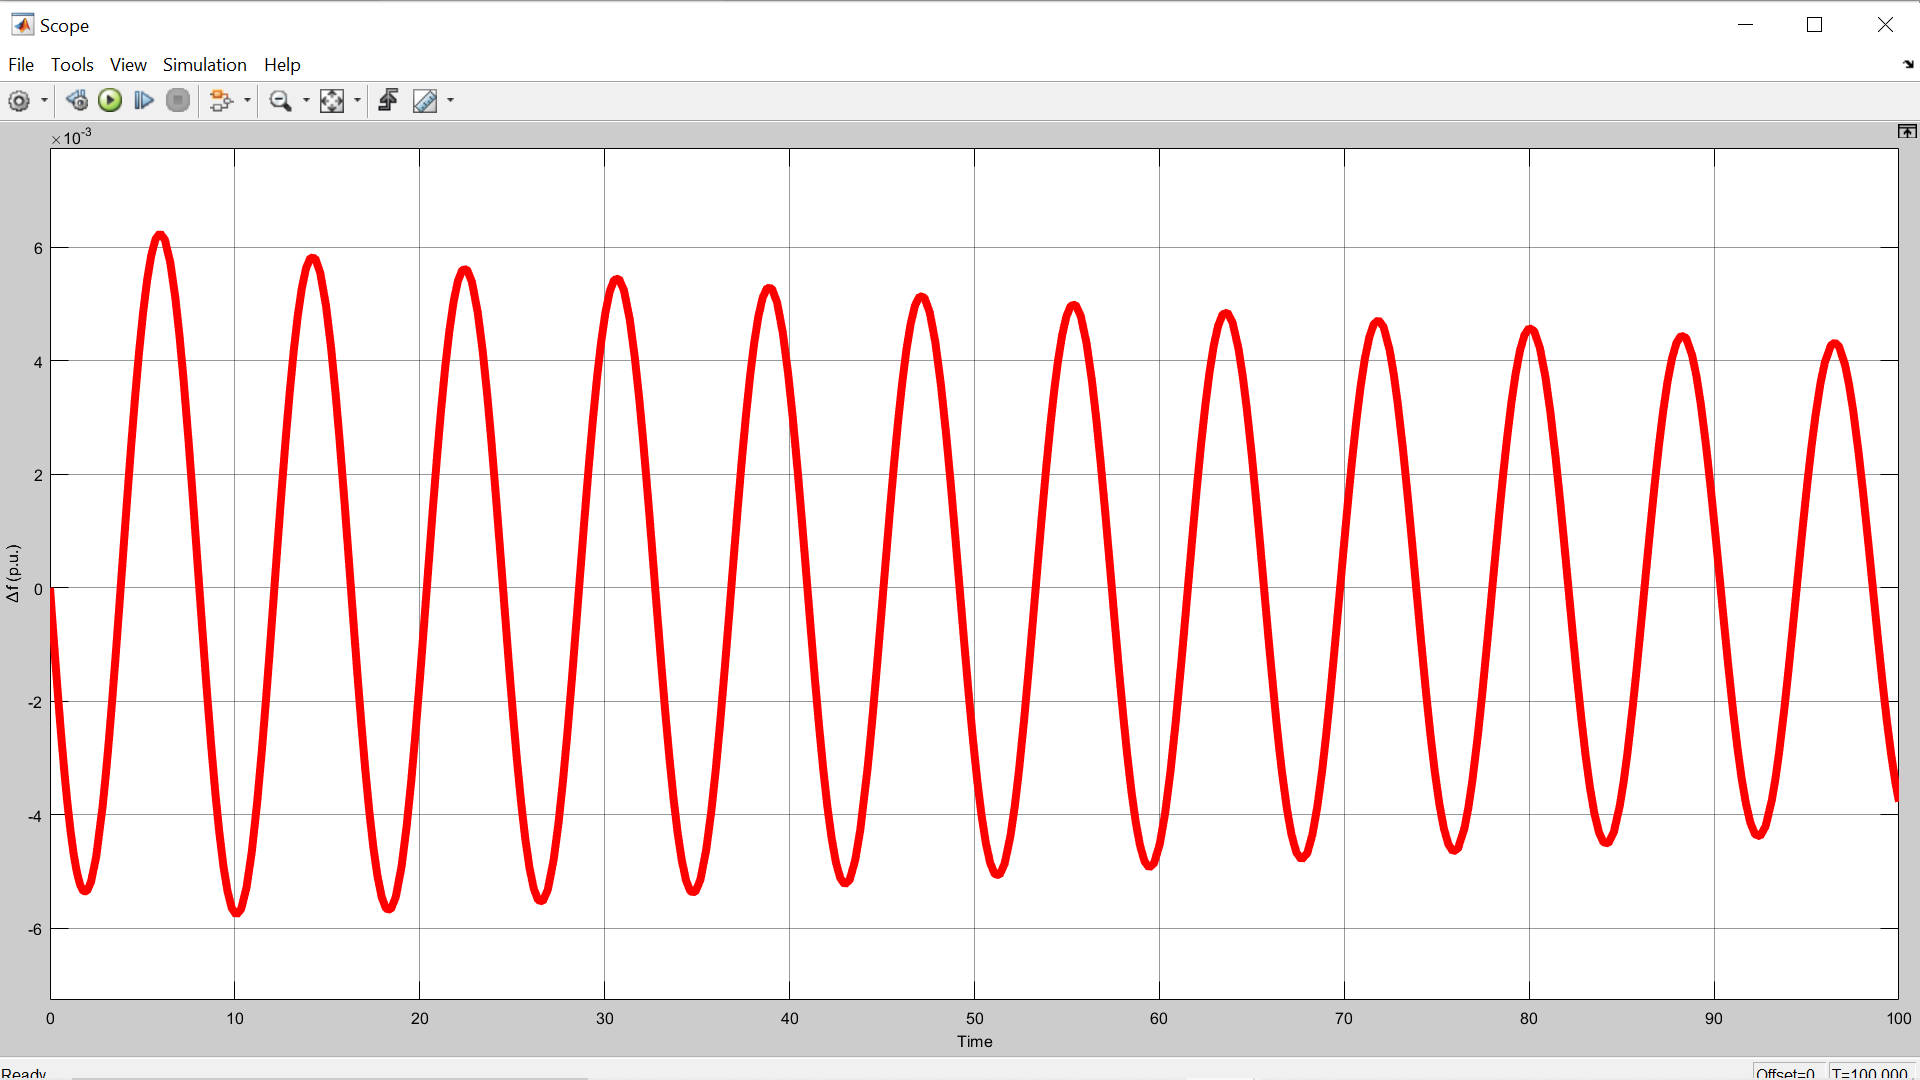 Scope
File Tools View Simulation Help
×10-3
6
4
2
0
-2
-4
-6
Δf (p.u.)
0 10 20 30 40 50 60 70 80 90 100
Time
Ready
Offset=0 T=100.000